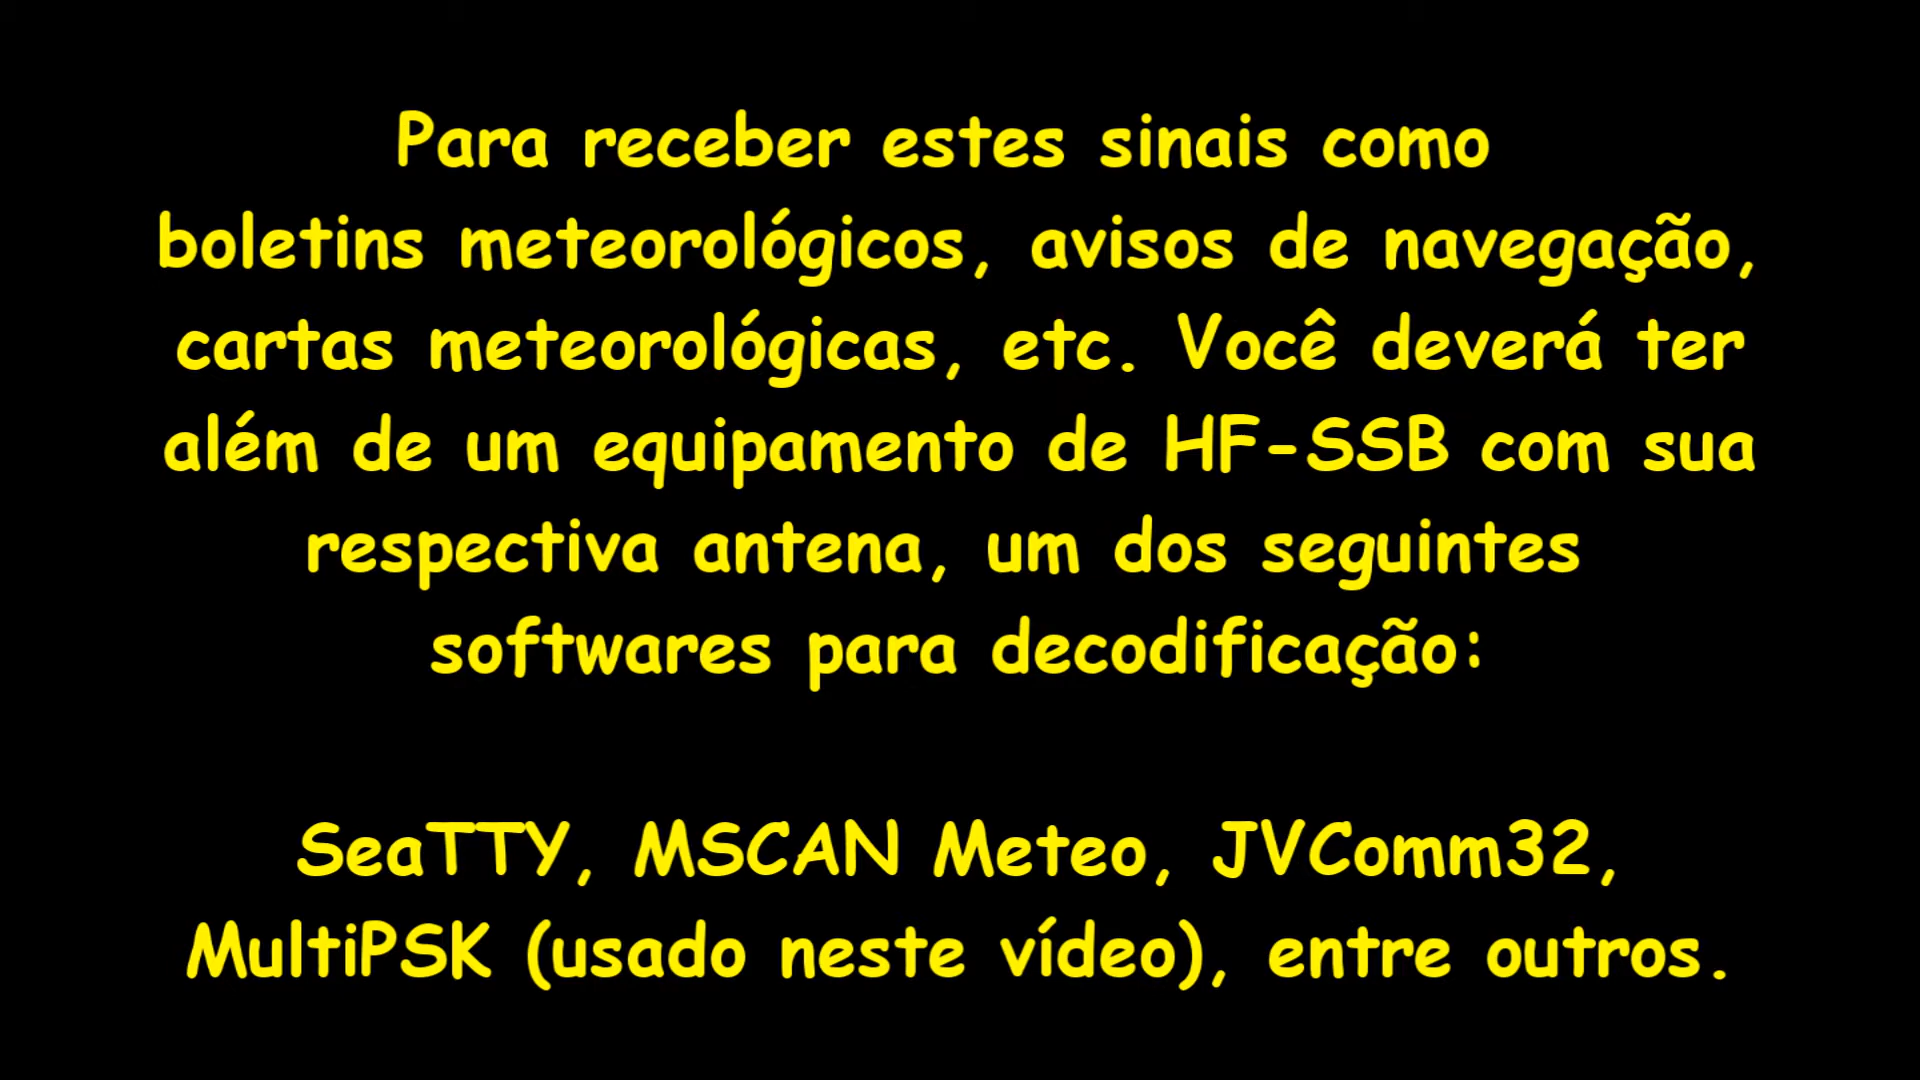 Para receber estes sinais como
boletins meteorológicos, avisos de navegação,
cartas meteorológicas, etc. Você deverá ter
além de um equipamento de HF-SSB com sua
respectiva antena, um dos seguintes
softwares para decodificação:
SeaTTY, MSCAN Meteo, JVComm32,
MultiPSK (usado neste vídeo), entre outros.